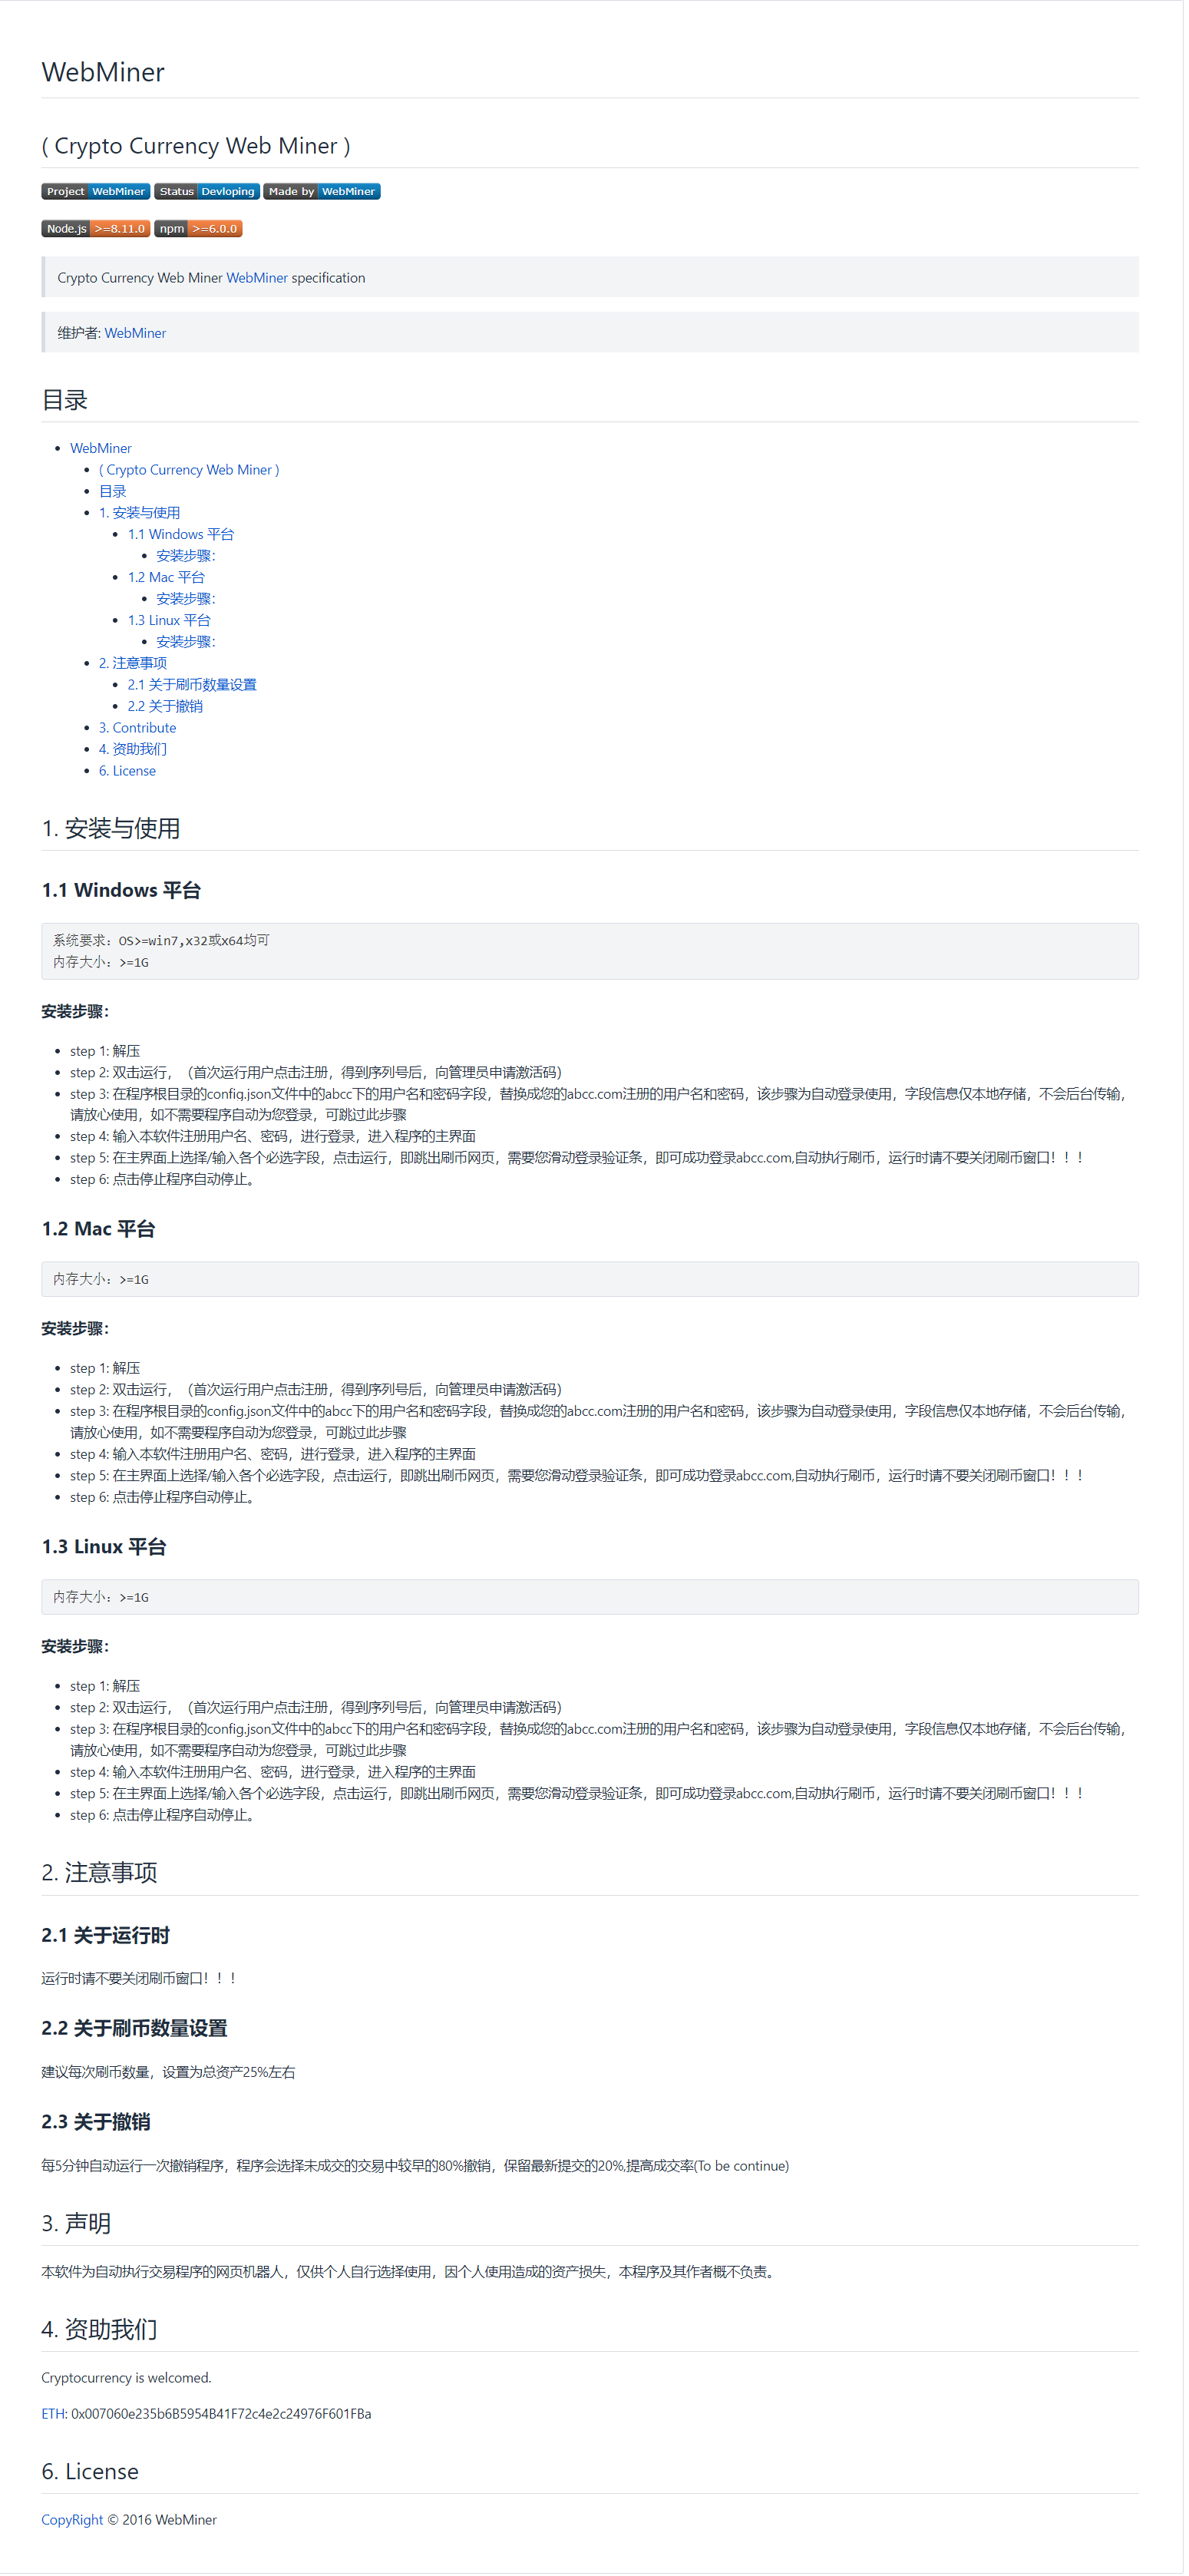 WebMiner
( Crypto Currency Web Miner )
Project WebMiner Status Devloping Made by WebMiner
Node.js >=8.11.0 npm >=6.0.0
Crypto Currency Web Miner WebMiner specification
维护者: WebMiner
目录
WebMiner
( Crypto Currency Web Miner )
目录
1. 安装与使用
1.1 Windows 平台
安装步骤：
1.2 Mac 平台
安装步骤：
1.3 Linux 平台
安装步骤：
2. 注意事项
2.1 关于刷币数量设置
2.2 关于撤销
3. Contribute
4. 资助我们
6. License
1. 安装与使用
1.1 Windows 平台
系统要求：OS>=win7,x32或x64均可
内存大小：>=1G
安装步骤：
step 1: 解压
step 2: 双击运行，（首次运行用户点击注册，得到序列号后，向管理员申请激活码）
step 3: 在程序根目录的config.json文件中的abcc下的用户名和密码字段，替换成您的abcc.com注册的用户名和密码，该步骤为自动登录使用，字段信息仅本地存储，不会后台传输，
请放心使用，如不需要程序自动为您登录，可跳过此步骤
step 4: 输入本软件注册用户名、密码，进行登录，进入程序的主界面
step 5: 在主界面上选择/输入各个必选字段，点击运行，即跳出刷币网页，需要您滑动登录验证条，即可成功登录abcc.com,自动执行刷币，运行时请不要关闭刷币窗口！！！
step 6: 点击停止程序自动停止。
1.2 Mac 平台
内存大小：>=1G
安装步骤：
step 1: 解压
step 2: 双击运行，（首次运行用户点击注册，得到序列号后，向管理员申请激活码）
step 3: 在程序根目录的config.json文件中的abcc下的用户名和密码字段，替换成您的abcc.com注册的用户名和密码，该步骤为自动登录使用，字段信息仅本地存储，不会后台传输，
请放心使用，如不需要程序自动为您登录，可跳过此步骤
step 4: 输入本软件注册用户名、密码，进行登录，进入程序的主界面
step 5: 在主界面上选择/输入各个必选字段，点击运行，即跳出刷币网页，需要您滑动登录验证条，即可成功登录abcc.com,自动执行刷币，运行时请不要关闭刷币窗口！！！
step 6: 点击停止程序自动停止。
1.3 Linux 平台
内存大小：>=1G
安装步骤：
step 1: 解压
step 2: 双击运行，（首次运行用户点击注册，得到序列号后，向管理员申请激活码）
step 3: 在程序根目录的config.json文件中的abcc下的用户名和密码字段，替换成您的abcc.com注册的用户名和密码，该步骤为自动登录使用，字段信息仅本地存储，不会后台传输，
请放心使用，如不需要程序自动为您登录，可跳过此步骤
step 4: 输入本软件注册用户名、密码，进行登录，进入程序的主界面
step 5: 在主界面上选择/输入各个必选字段，点击运行，即跳出刷币网页，需要您滑动登录验证条，即可成功登录abcc.com,自动执行刷币，运行时请不要关闭刷币窗口！！！
step 6: 点击停止程序自动停止。
2. 注意事项
2.1 关于运行时
运行时请不要关闭刷币窗口！！！
2.2 关于刷币数量设置
建议每次刷币数量，设置为总资产25%左右
2.3 关于撤销
每5分钟自动运行一次撤销程序，程序会选择未成交的交易中较早的80%撤销，保留最新提交的20%,提高成交率(To be continue)
3. 声明
本软件为自动执行交易程序的网页机器人，仅供个人自行选择使用，因个人使用造成的资产损失，本程序及其作者概不负责。
4. 资助我们
Cryptocurrency is welcomed.
ETH: 0x007060e235b6B5954B41F72c4e2c24976F601FBa
6. License
CopyRight © 2016 WebMiner